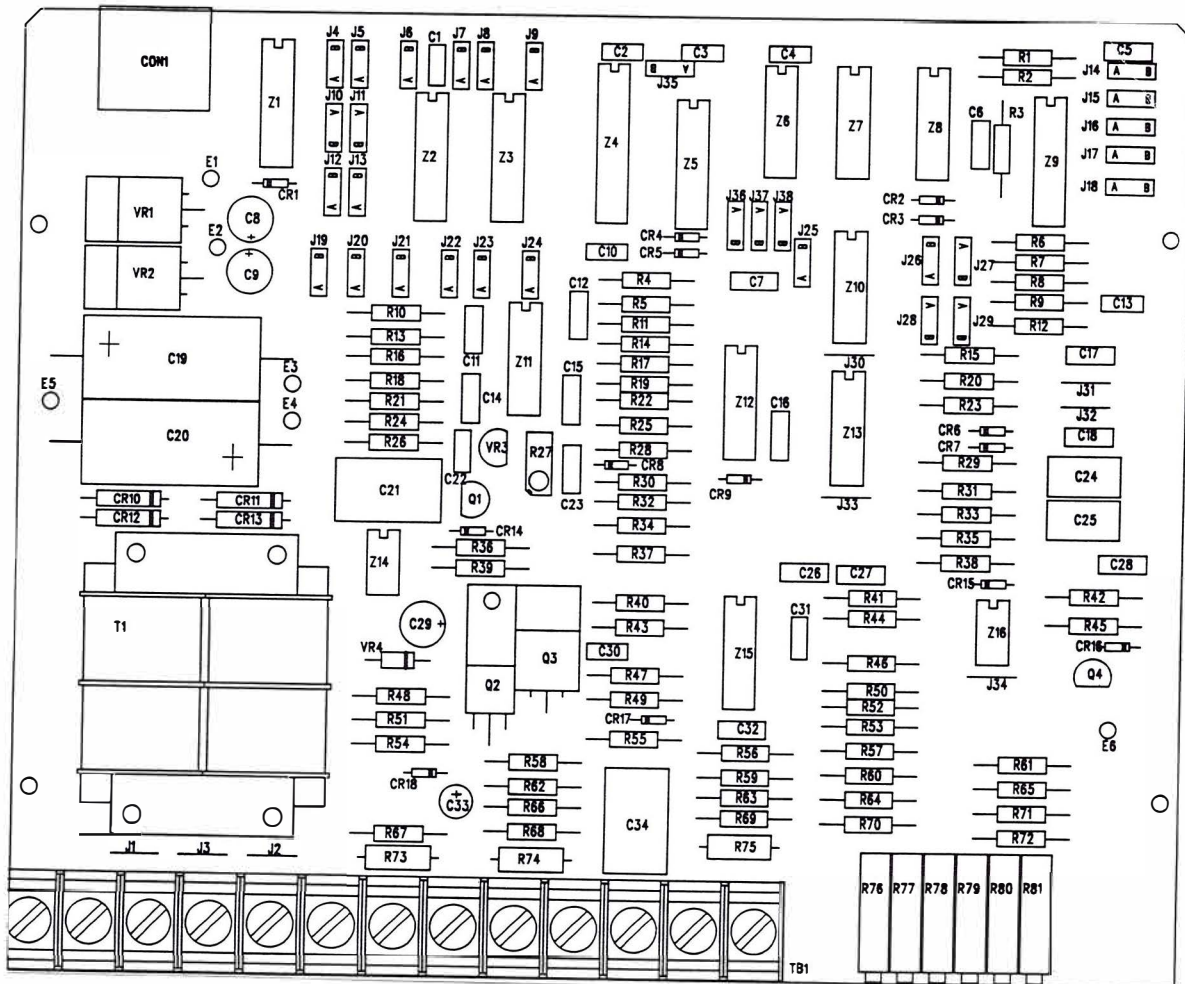 CON1
Z1
J4 J5 J6 C1 J7 J8 J9
B B B B B B
A A A A A A
C2 C3 C4
B A
J35
R1
R2
C5
J14 A B
J15 A B
J16 A B
J17 A B
J18 A B
J10 J11
A A
B B
J12 J13
B B
A A
Z2 Z3 Z4 Z5 Z6 Z7 Z8 C6 R3 Z9
E1
CR1
VR1
C8
+
E2
VR2
+
C9
CR2
CR3
J36 J37 J38
A A A
B B B
J25
B
A
CR4
CR5
C10
C7
Z10
J26
B
A
J27
A
B
J28
A
B
J29
A
B
R6
R7
R8
R9
R12
C13
J19 J20 J21 J22 J23 J24
B B B B B B
A A A A A A
R10
R13
R16
R18
R21
R24
R26
C11
C14
Z11
C12
C15
R4
R5
R11
R14
R17
R19
R22
R25
R28
CR8
R30
R32
R34
R37
Z12
C16
CR9
J30
Z13
J33
R15
R20
R23
CR6
CR7
R29
R31
R33
R35
R38
CR15
C17
J31
J32
C18
C24
C25
C28
+
C19
E3
E5
E4
C20
+
CR10 CR11
CR12 CR13
C21
C22
VR3
R27
C23
Q1
CR14
R36
R39
Z14
T1
C29 +
VR4
Q2
Q3
R40
R43
C30
R47
R49
CR17
R55
C26 C27
C31
Z15
C32
R41
R44
R46
R50
R52
R53
R57
R60
R64
R70
Z16
J34
R42
R45
CR16
Q4
E6
R48
R51
R54
CR18
+
C33
R58
R62
R66
R68
C34
R56
R59
R63
R69
R75
R61
R65
R71
R72
R67
R73
R74
J1 J3 J2
R76 R77 R78 R79 R80 R81
TB1